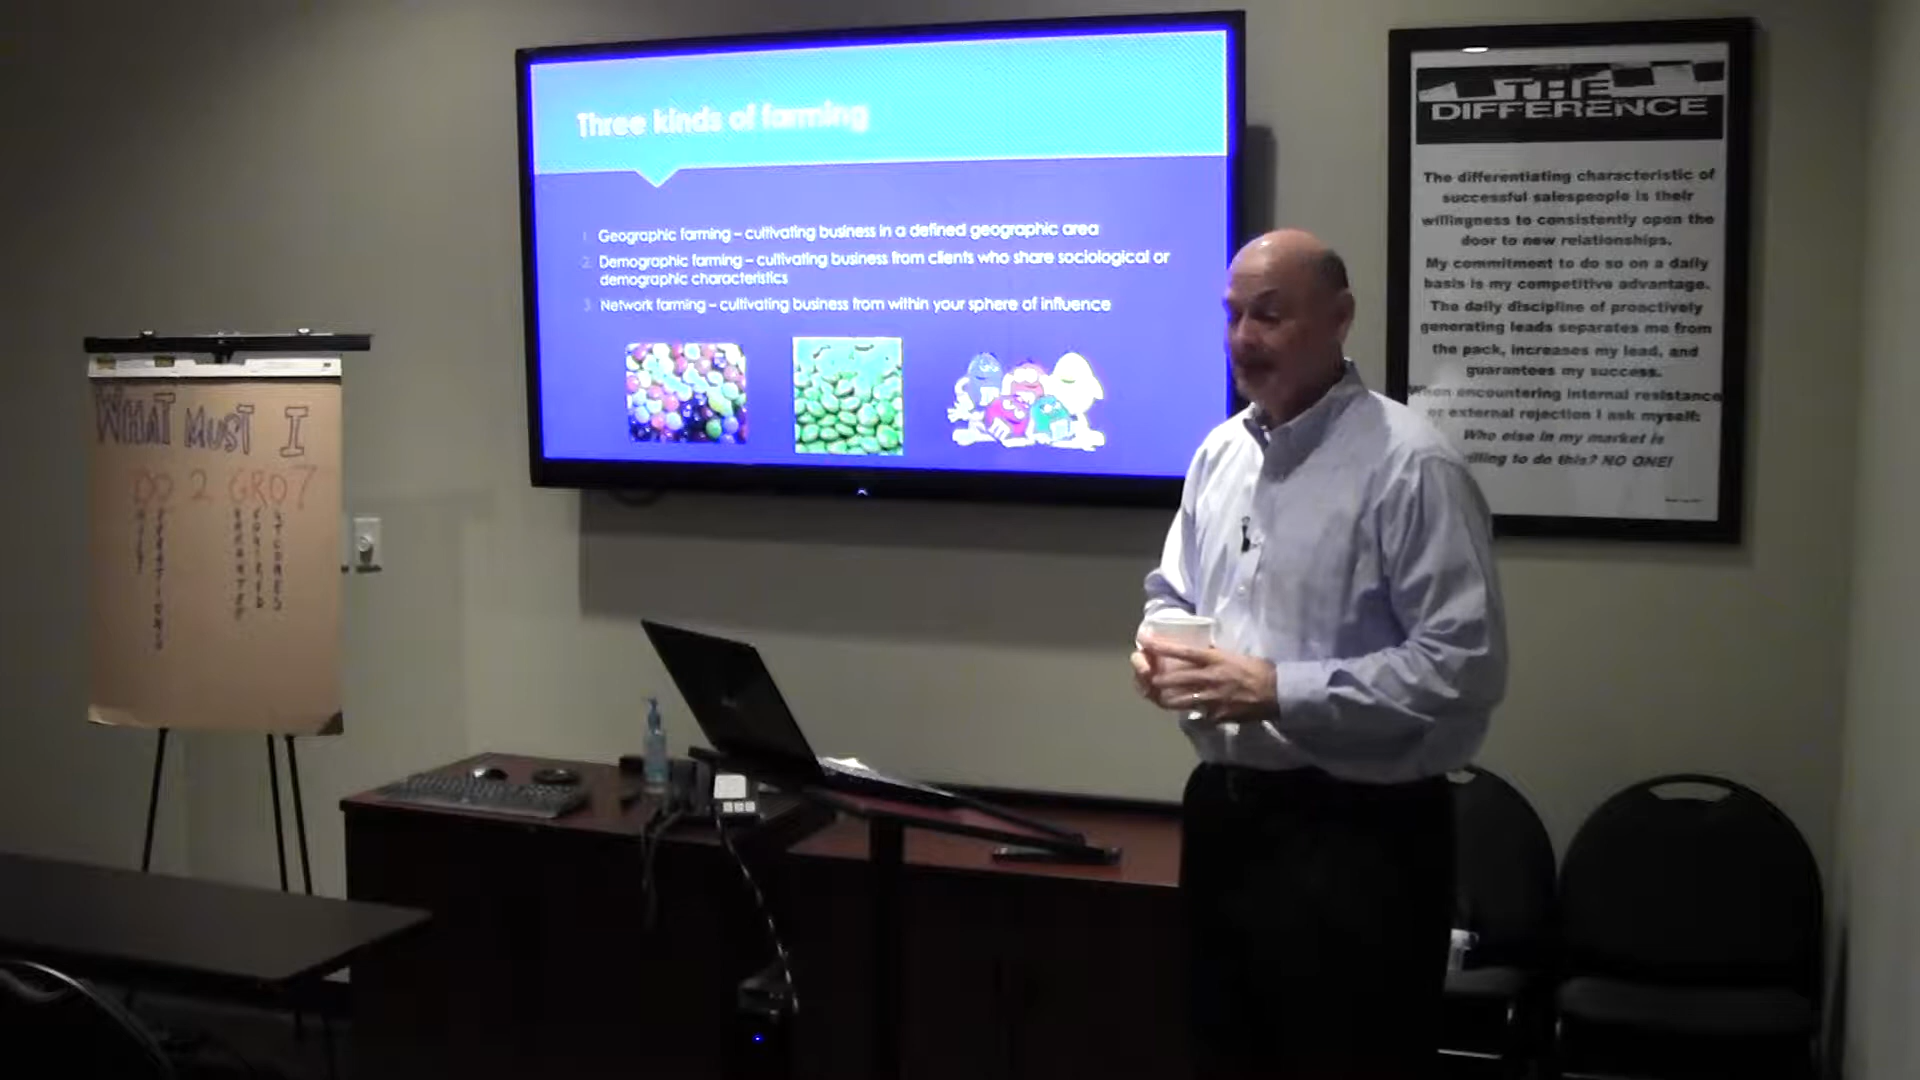 Three kinds of farming
1. Geographic farming – cultivating business in a defined geographic area
2. Demographic farming – cultivating business from clients who share sociological or
demographic characteristics
3. Network farming – cultivating business from within your sphere of influence
THE
DIFFERENCE
The differentiating characteristic of
successful salespeople is their
willingness to consistently open the
door to new relationships.
My commitment to do so on a daily
basis is my competitive advantage.
The daily discipline of proactively
generating leads separates me from
the pack, increases my lead, and
guarantees my success.
When encountering internal resistance
or external rejection I ask myself:
Who else in my market is
willing to do this? NO ONE!
WHAT MUST I
DO 2 GRO7